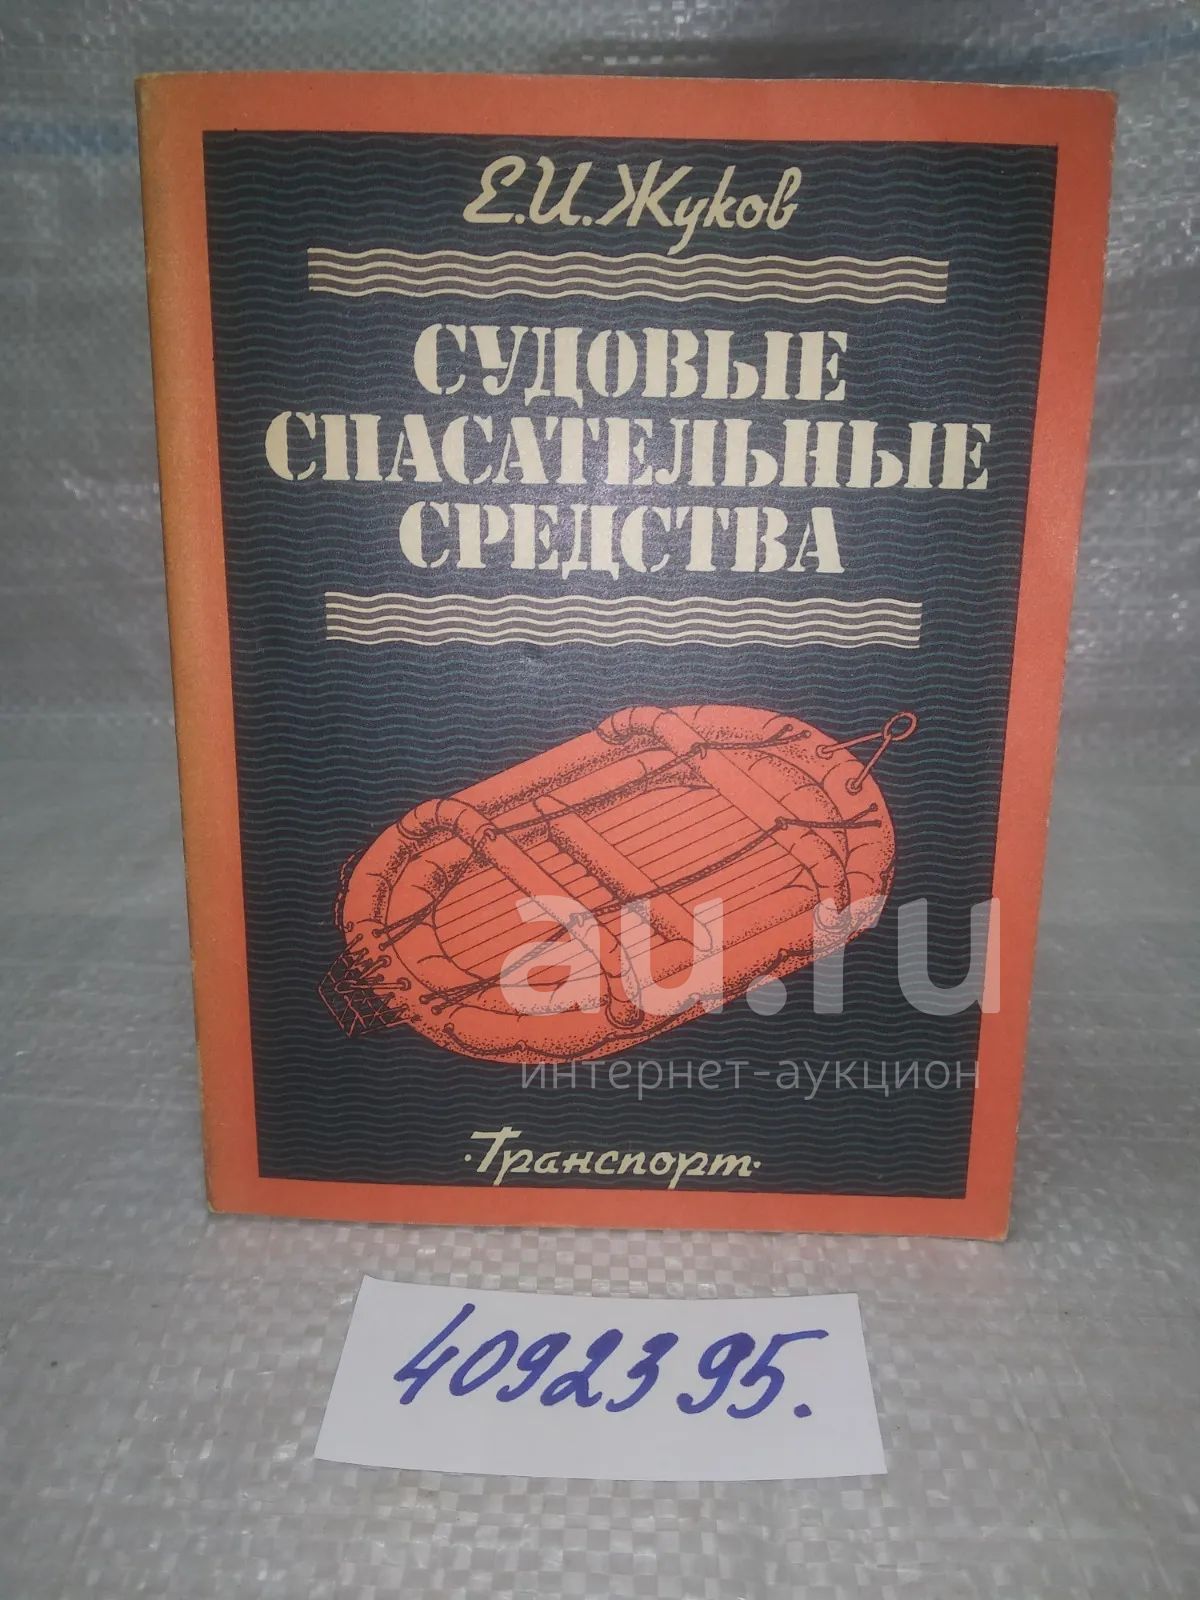 Е.И.Жуков
СУДОВЫЕ
СПАСАТЕЛЬНЫЕ
СРЕДСТВА
au.ru
интернет-аукцион
·Транспорт·
4092395.